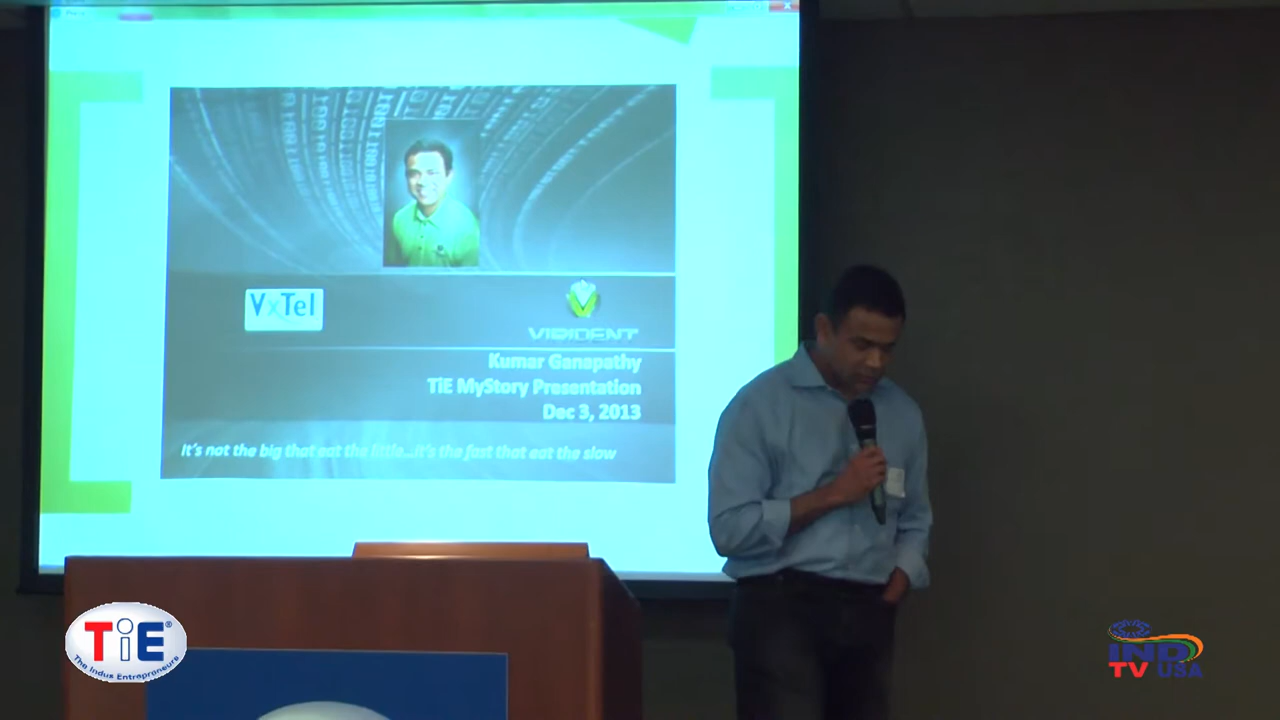 VxTel
VIRIDENT
Kumar Ganapathy
TiE MyStory Presentation
Dec 3, 2013
It's not the big that eat the little...it's the fast that eat the slow
TiE®
The Indus Entrepreneurs
IND
TV USA